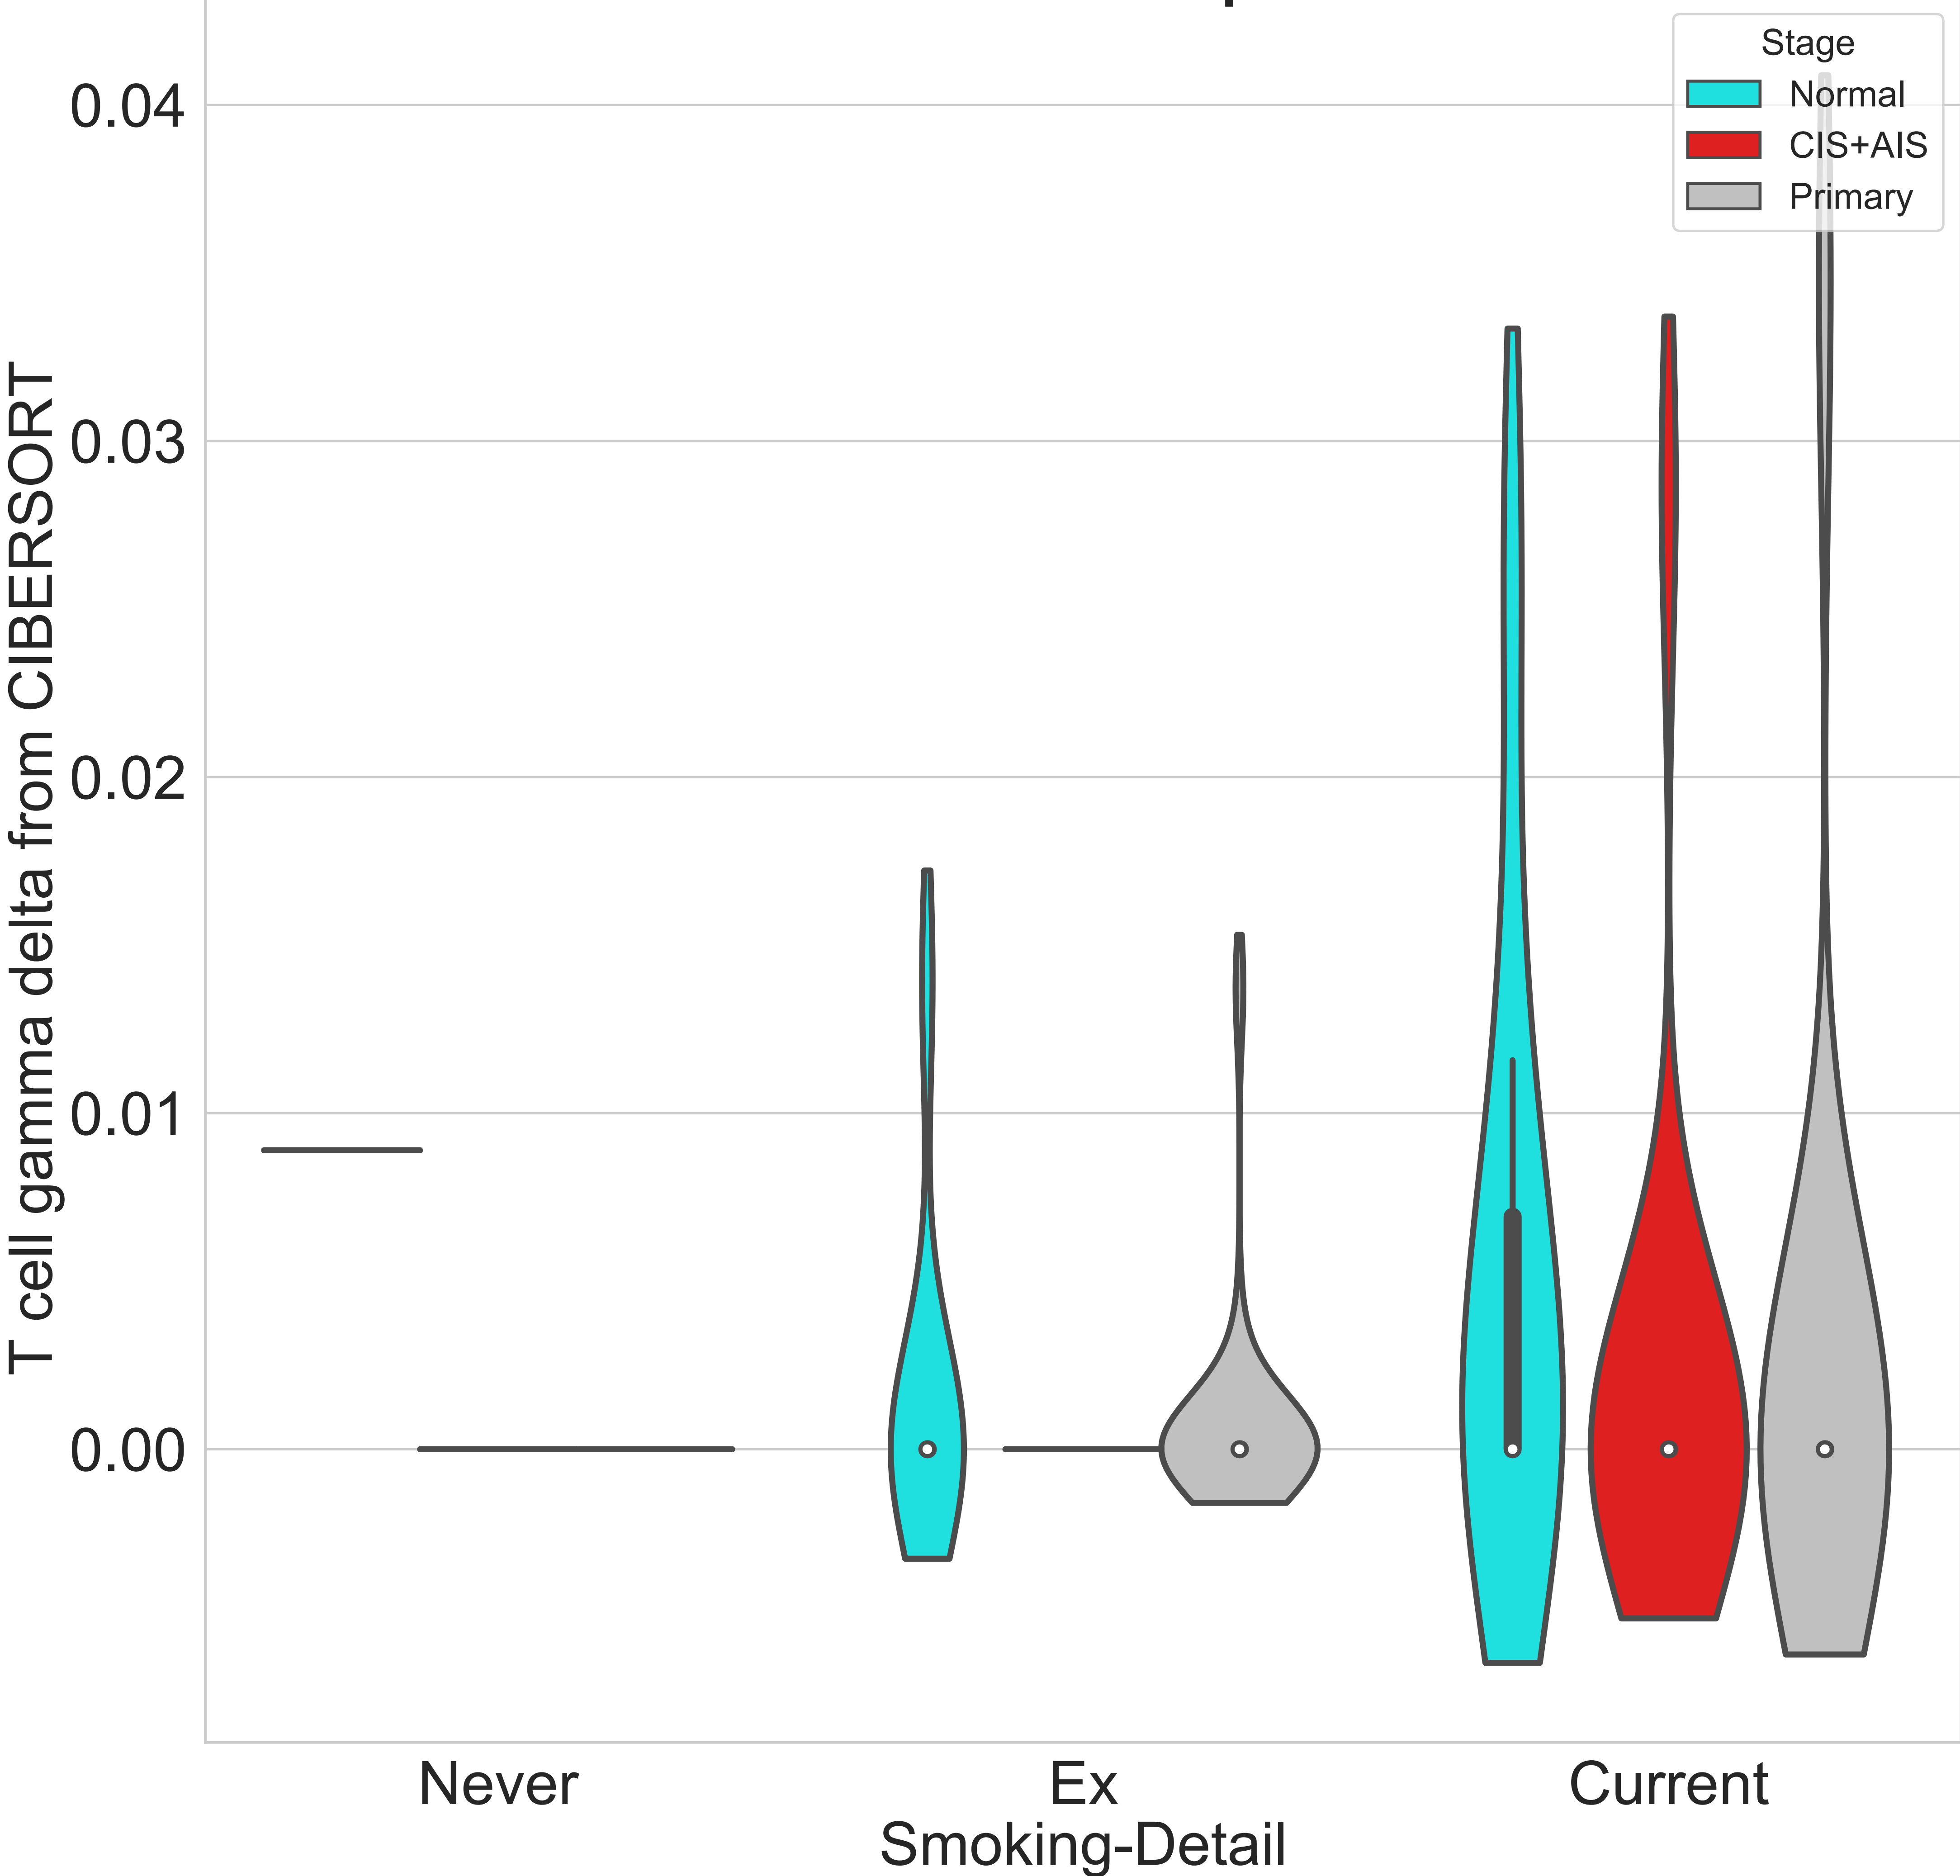 Stage
Normal
CIS+AIS
Primary
T cell gamma delta from CIBERSORT
0.04
0.03
0.02
0.01
0.00
Never
Ex
Current
Smoking-Detail